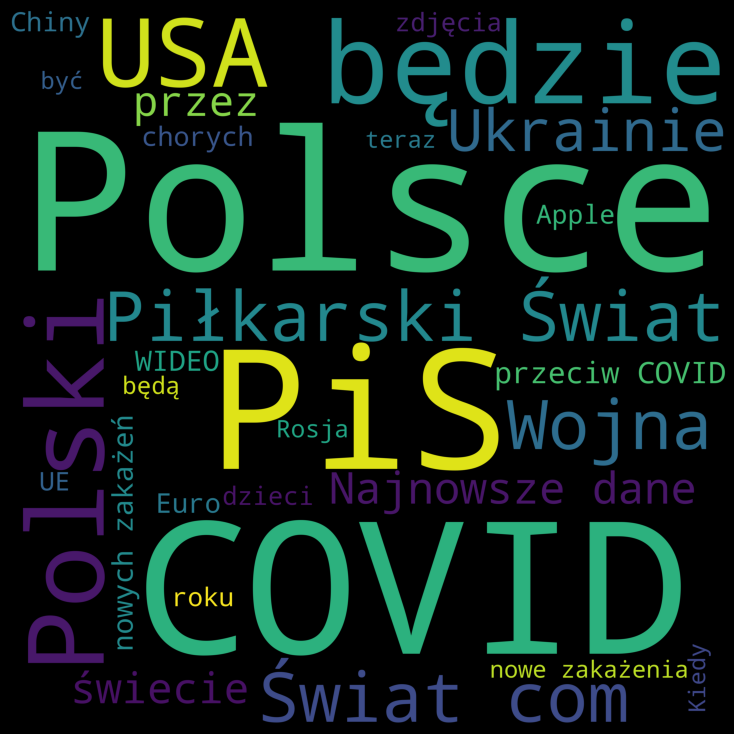 Chiny
zdjęcia
USA
będzie
być
przez
Ukrainie
chorych
teraz
Polsce
Apple
Piłkarski Świat
Polski
WIDEO
PiS
przeciw COVID
będą
Wojna
Rosja
nowych zakażeń
UE
Euro
dzieci
Najnowsze dane
COVID
roku
nowe zakażenia
Kiedy
świecie
Świat com